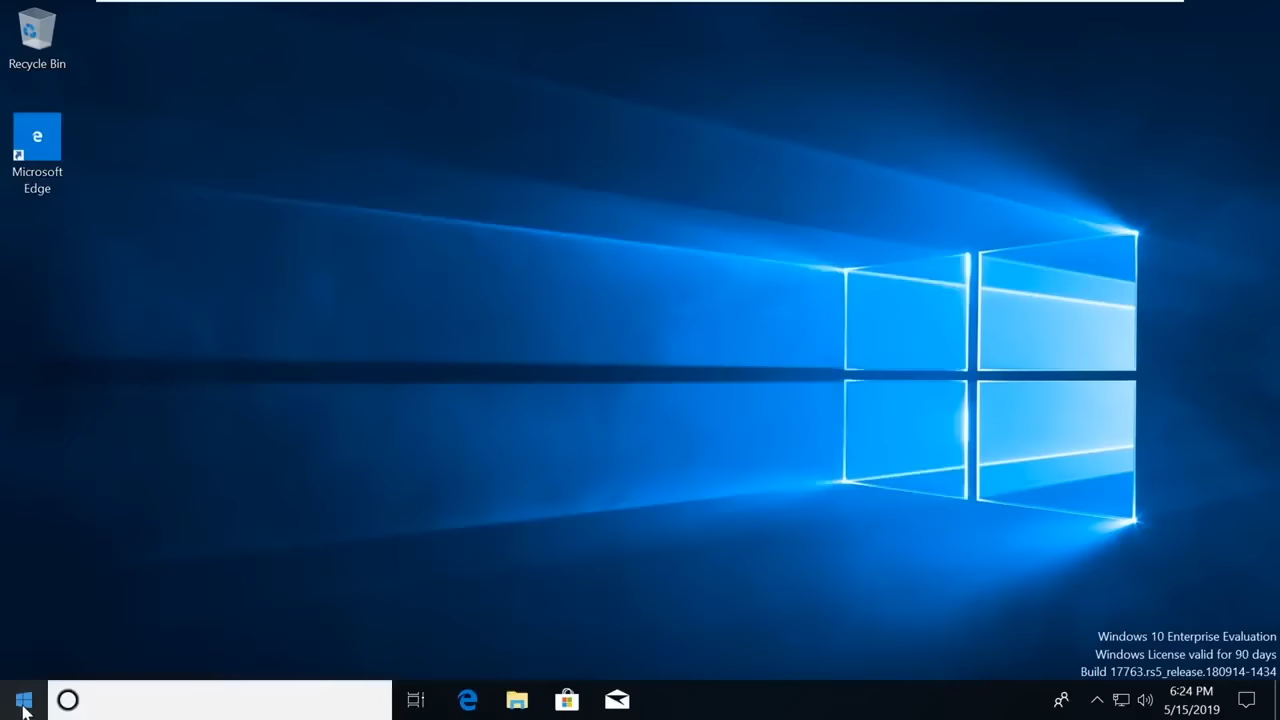 Recycle Bin
Microsoft
Edge
Windows 10 Enterprise Evaluation
Windows License valid for 90 days
Build 17763.rs5_release.180914-1434
6:24 PM
5/15/2019